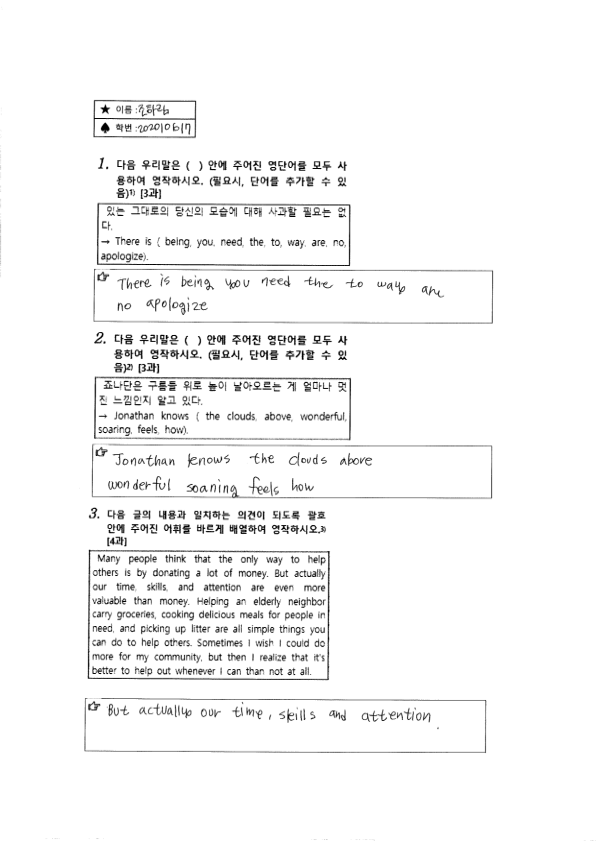 ★ 이름 : 조하림
♠ 학번 : 202010617
1. 다음 우리말은 ( ) 안에 주어진 영단어를 모두 사
용하여 영작하시오. (필요시, 단어를 추가할 수 있
음)1) [3과]
있는 그대로의 당신의 모습에 대해 사과할 필요는 없
다.
→ There is ( being, you, need, the, to, way, are, no,
apologize).
☞ There is being you need the to way are
no apologize
2. 다음 우리말은 ( ) 안에 주어진 영단어를 모두 사
용하여 영작하시오. (필요시, 단어를 추가할 수 있
음)2) [3과]
죠나단은 구름들 위로 높이 날아오르는 게 얼마나 멋
진 느낌인지 알고 있다.
→ Jonathan knows ( the clouds, above, wonderful,
soaring, feels, how).
☞ Jonathan knows the clouds above
wonderful soaring feels how
3. 다음 글의 내용과 일치하는 의견이 되도록 괄호
안에 주어진 어휘를 바르게 배열하여 영작하시오.3)
[4과]
Many people think that the only way to help
others is by donating a lot of money. But actually
our time, skills, and attention are even more
valuable than money. Helping an elderly neighbor
carry groceries, cooking delicious meals for people in
need, and picking up litter are all simple things you
can do to help others. Sometimes I wish I could do
more for my community, but then I realize that it's
better to help out whenever I can than not at all.
☞ But actually our time, skills and attention.